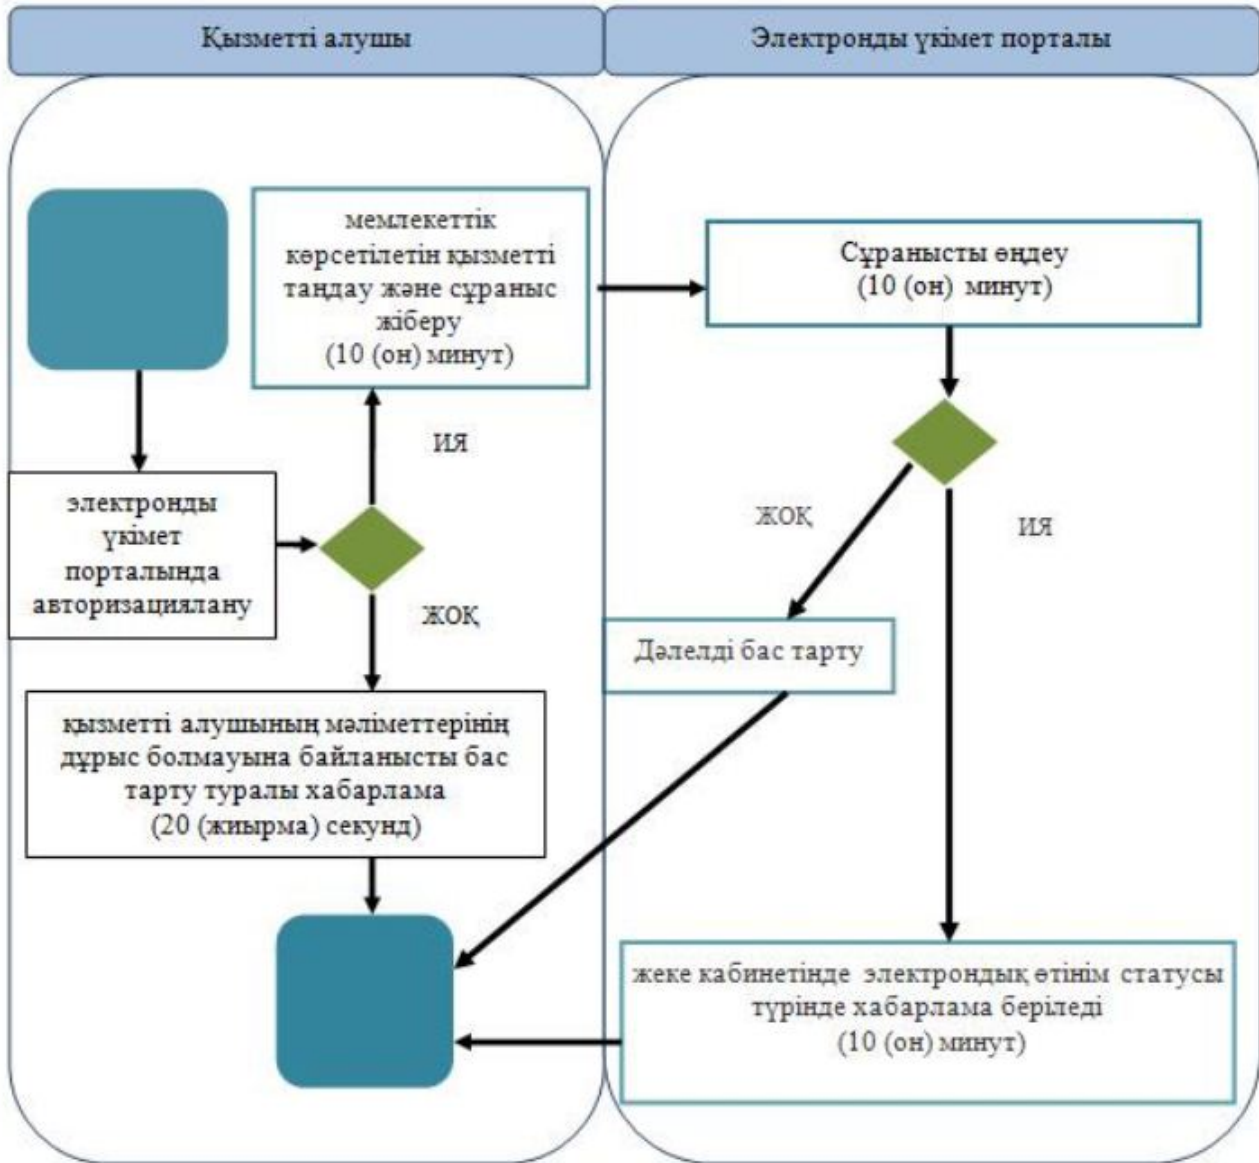 Қызметті алушы
Электронды үкімет порталы
мемлекеттік
көрсетілетін қызметті
таңдау және сұраныс
жіберу
(10 (он) минут)
Сұранысты өңдеу
(10 (он) минут)
ИЯ
электронды
үкімет
порталында
авторизациялану
ЖОҚ
ЖОҚ
ИЯ
Дәлелді бас тарту
қызметті алушының мәліметтерінің
дұрыс болмауына байланысты бас
тарту туралы хабарлама
(20 (жиырма) секунд)
жеке кабинетінде электрондық өтінім статусы
түрінде хабарлама беріледі
(10 (он) минут)